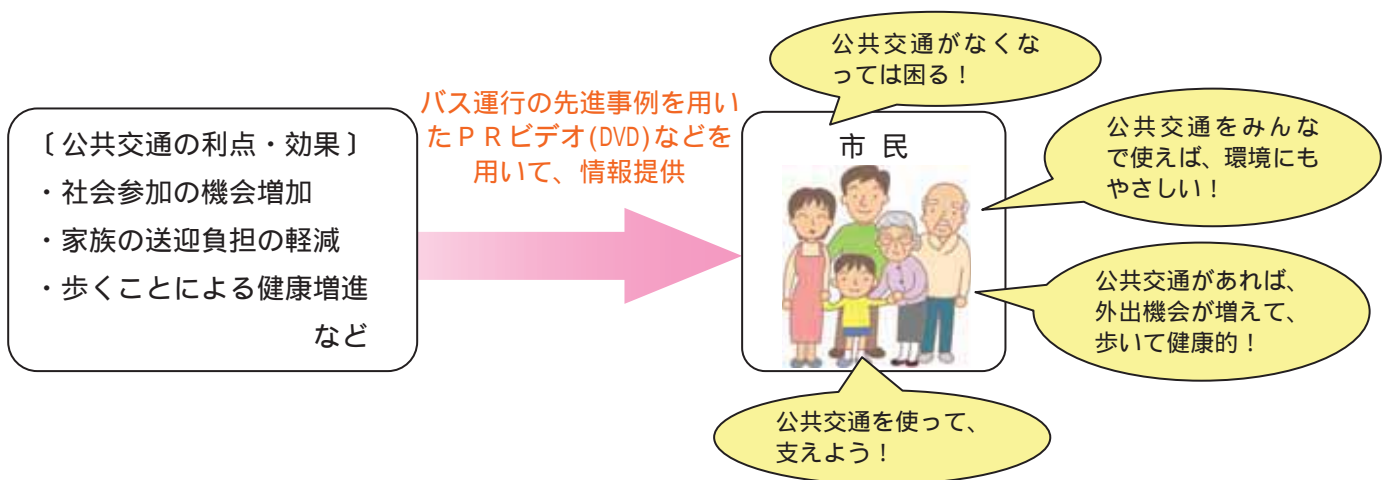 〔公共交通の利点・効果〕
・社会参加の機会増加
・家族の送迎負担の軽減
・歩くことによる健康増進
など
バス運行の先進事例を用い
たＰＲビデオ(DVD)などを
用いて、情報提供
市 民
公共交通がなくな
っては困る！
公共交通をみんな
で使えば、環境にも
やさしい！
公共交通があれば、
外出機会が増えて、
歩いて健康的！
公共交通を使って、
支えよう！